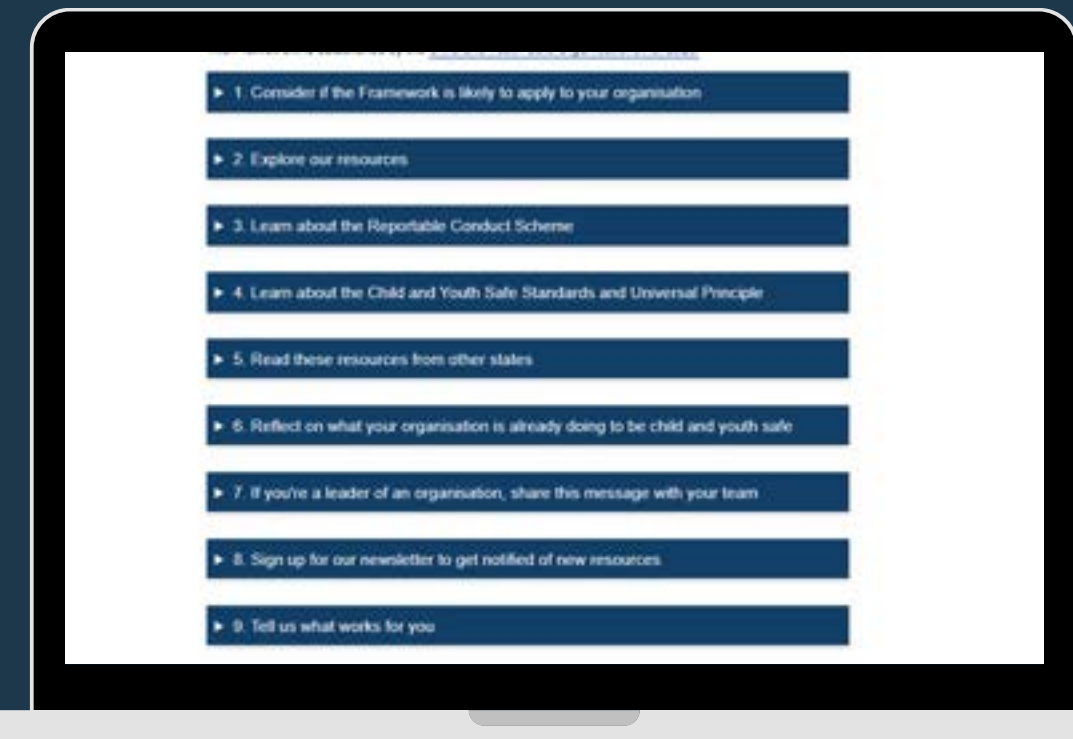 ▶ 1. Consider if the Framework is likely to apply to your organisation
▶ 2. Explore our resources
▶ 3. Learn about the Reportable Conduct Scheme
▶ 4. Learn about the Child and Youth Safe Standards and Universal Principle
▶ 5. Read these resources from other states
▶ 6. Reflect on what your organisation is already doing to be child and youth safe
▶ 7. If you're a leader of an organisation, share this message with your team
▶ 8. Sign up for our newsletter to get notified of new resources
▶ 9. Tell us what works for you